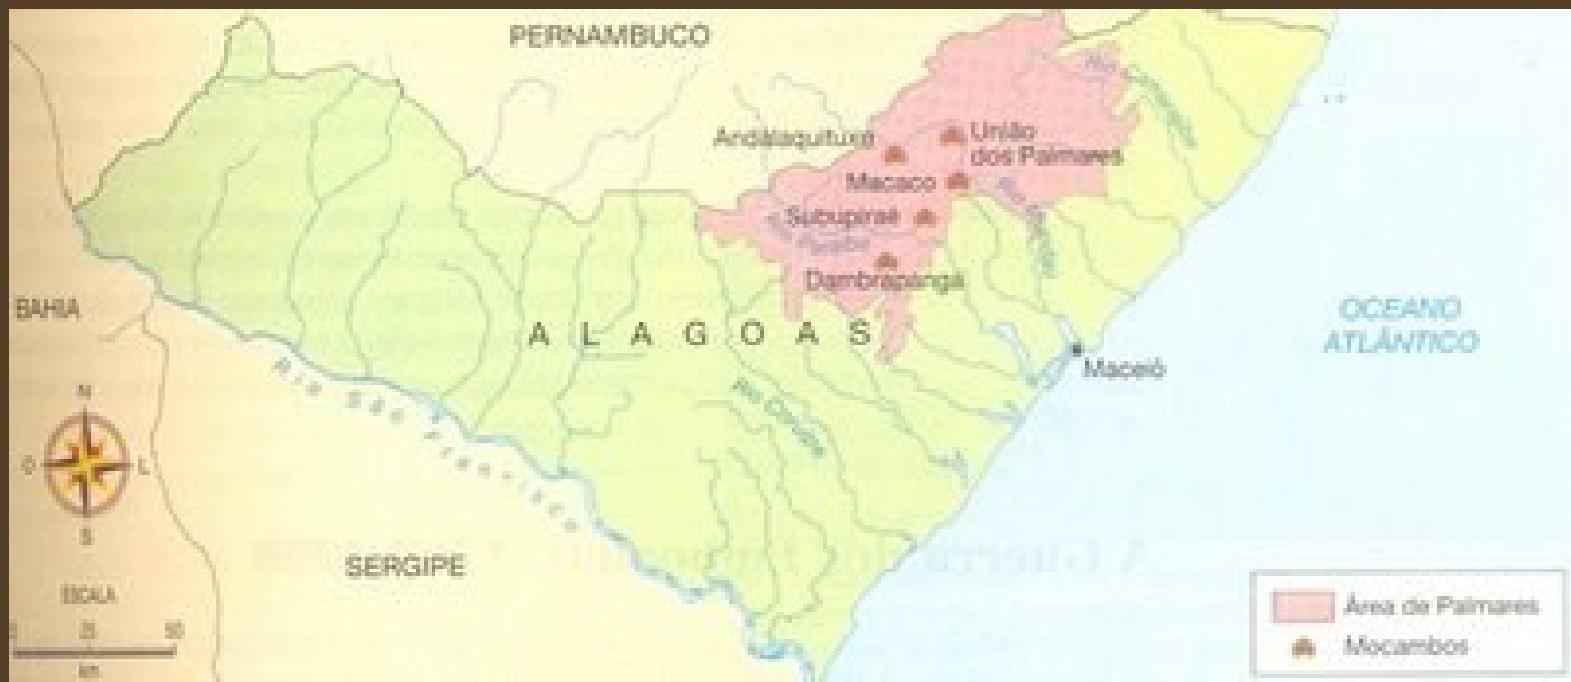 PERNAMBUCO
União
dos Palmares
Andalaquituxe
Macaco
Subupirae
Dambrapanga
BAHIA
ALAGOAS
OCEANO
ATLÂNTICO
Maceió
Rio São Francisco
N
O
L
S
SERGIPE
ESCALA
0 25 50
km
Área de Palmares
Mocambos